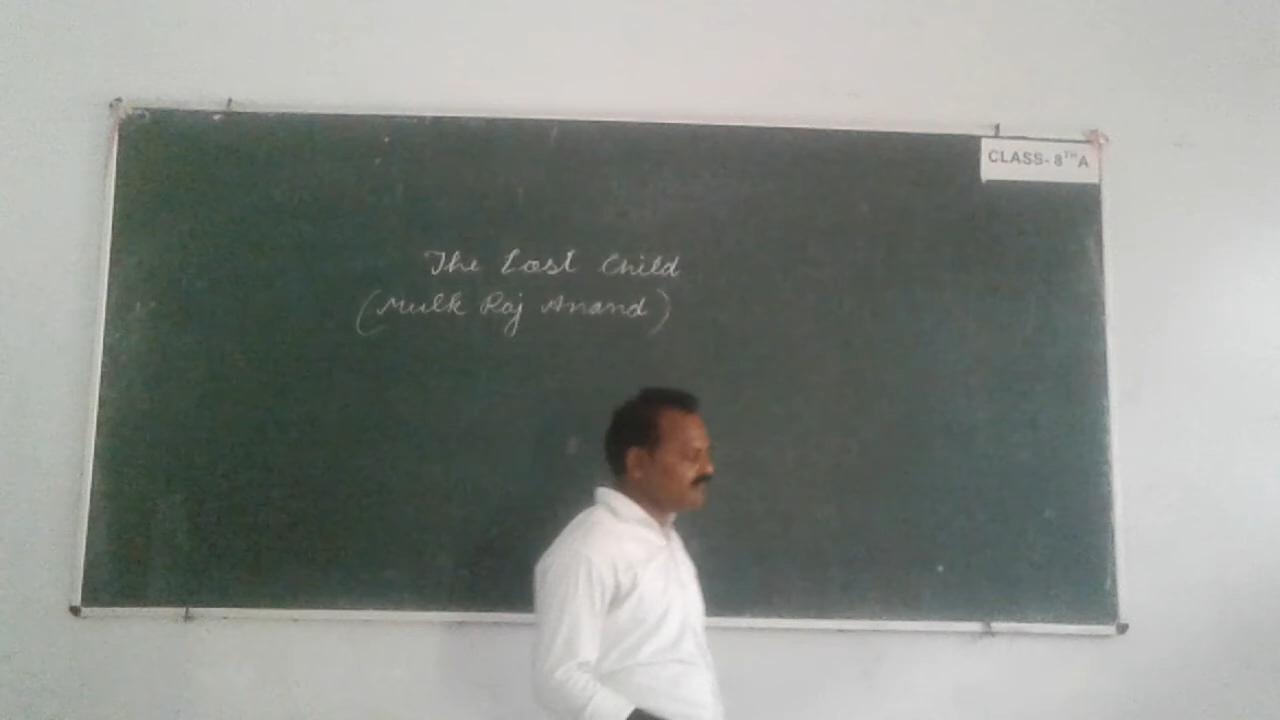 CLASS- 8TH A
The Lost Child
(Mulk Raj Anand)